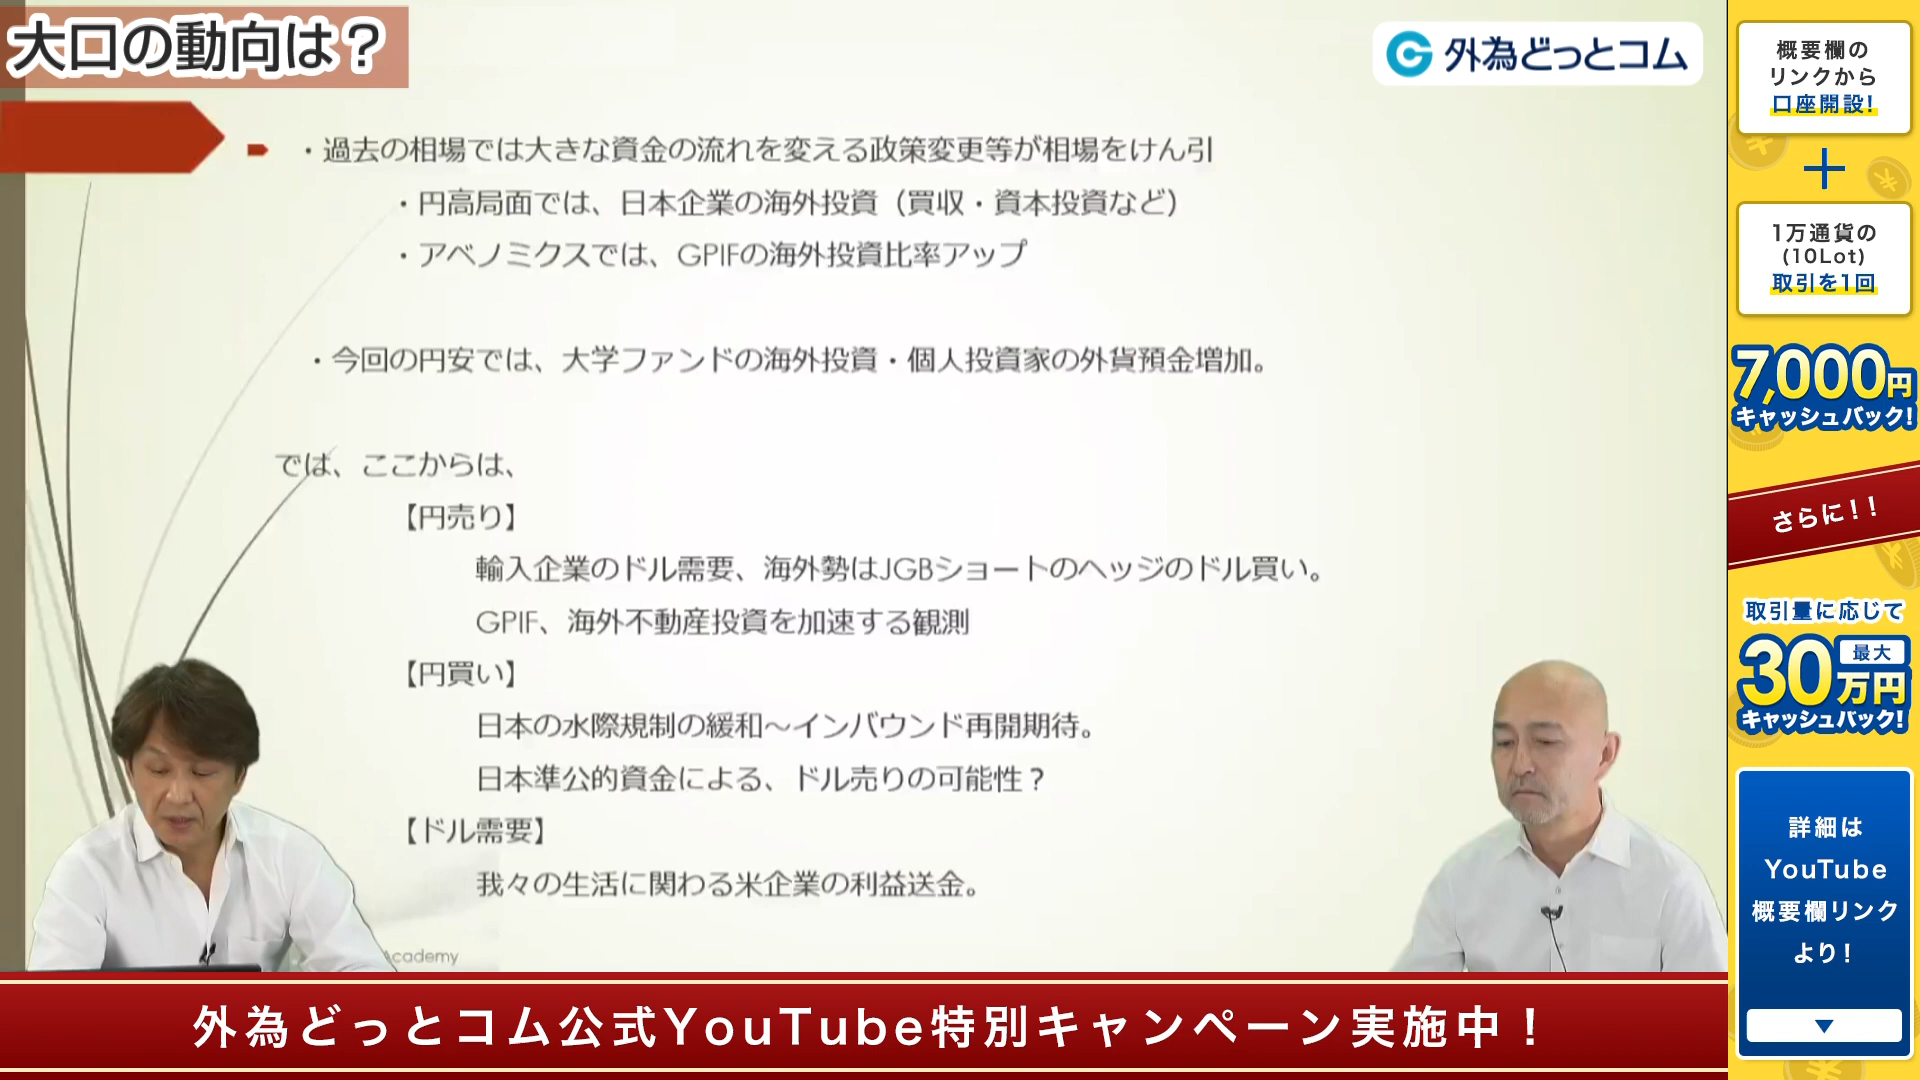 大口の動向は？
外為どっとコム
・過去の相場では大きな資金の流れを変える政策変更等が相場をけん引
・円高局面では、日本企業の海外投資（買収・資本投資など）
・アベノミクスでは、GPIFの海外投資比率アップ
・今回の円安では、大学ファンドの海外投資・個人投資家の外貨預金増加。
では、ここからは、
【円売り】
輸入企業のドル需要、海外勢はJGBショートのヘッジのドル買い。
GPIF、海外不動産投資を加速する観測
【円買い】
日本の水際規制の緩和～インバウンド再開期待。
日本準公的資金による、ドル売りの可能性？
【ドル需要】
我々の生活に関わる米企業の利益送金。
Academy
外為どっとコム公式YouTube特別キャンペーン実施中！
概要欄の
リンクから
口座開設!
+
1万通貨の
(10Lot)
取引を1回
7,000円
キャッシュバック!
さらに!!
取引量に応じて
最大
30万円
キャッシュバック!
詳細は
YouTube
概要欄リンク
より!